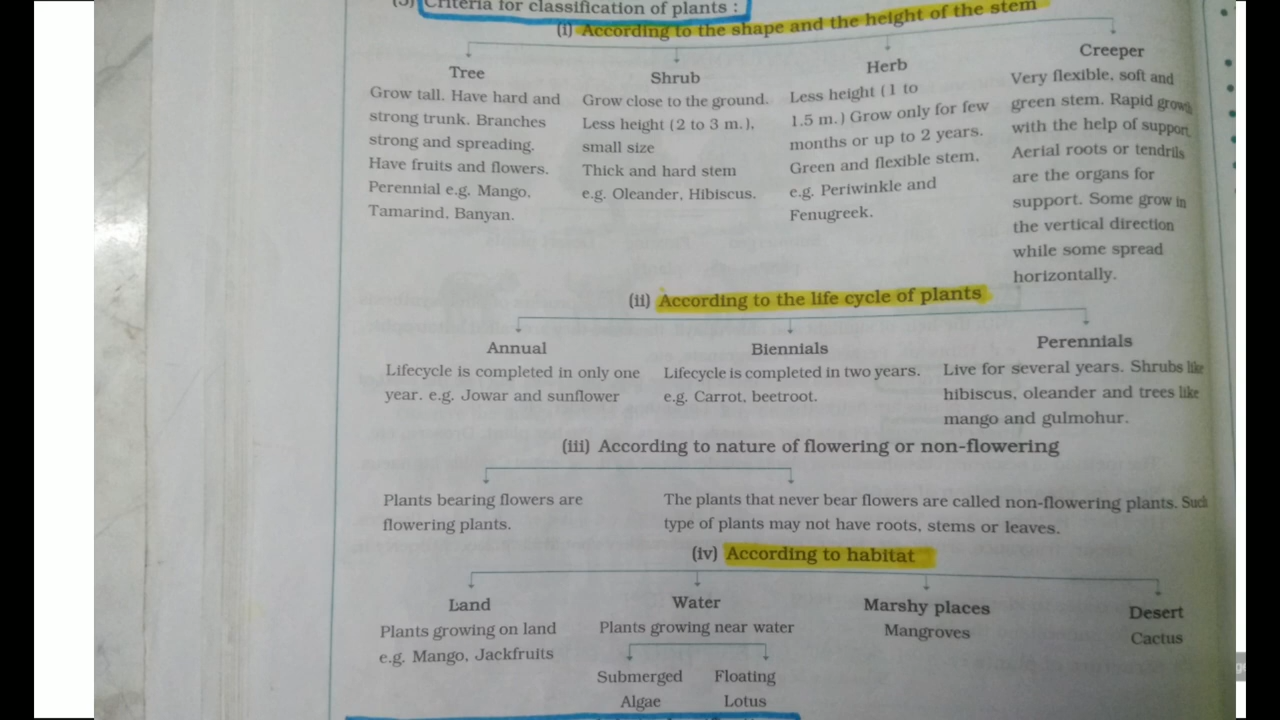 (3) Criteria for classification of plants :
(i) According to the shape and the height of the stem
Tree
Grow tall. Have hard and
strong trunk. Branches
strong and spreading.
Have fruits and flowers.
Perennial e.g. Mango,
Tamarind, Banyan.
Shrub
Grow close to the ground.
Less height (2 to 3 m.),
small size
Thick and hard stem
e.g. Oleander, Hibiscus.
Herb
Less height (1 to
1.5 m.) Grow only for few
months or up to 2 years.
Green and flexible stem.
e.g. Periwinkle and
Fenugreek.
Creeper
Very flexible, soft and
green stem. Rapid growth
with the help of support.
Aerial roots or tendrils
are the organs for
support. Some grow in
the vertical direction
while some spread
horizontally.
(ii) According to the life cycle of plants
Annual
Lifecycle is completed in only one
year. e.g. Jowar and sunflower
Biennials
Lifecycle is completed in two years.
e.g. Carrot, beetroot.
Perennials
Live for several years. Shrubs like
hibiscus, oleander and trees like
mango and gulmohur.
(iii) According to nature of flowering or non-flowering
Plants bearing flowers are
flowering plants.
The plants that never bear flowers are called non-flowering plants. Such
type of plants may not have roots, stems or leaves.
(iv) According to habitat
Land
Plants growing on land
e.g. Mango, Jackfruits
Water
Plants growing near water
Submerged
Algae
Floating
Lotus
Marshy places
Mangroves
Desert
Cactus